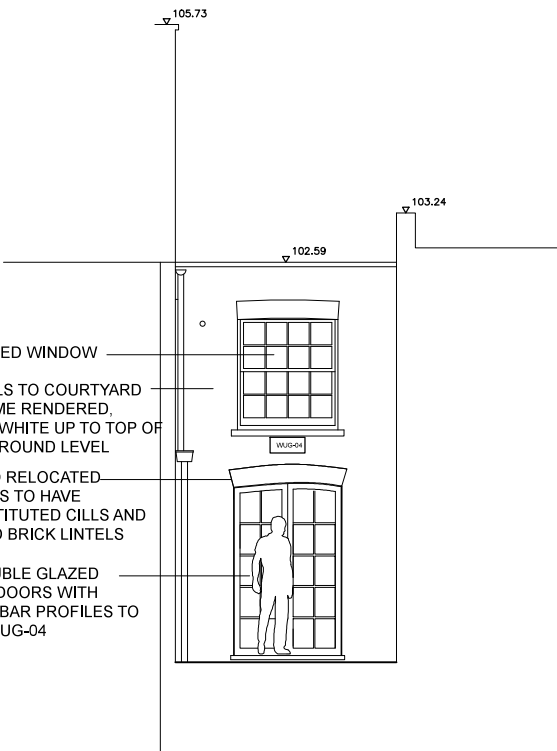 105.73
103.24
102.59
ED WINDOW
LS TO COURTYARD
ME RENDERED,
WHITE UP TO TOP OF
ROUND LEVEL
WUG-04
RELOCATED
S TO HAVE
TITUTED CILLS AND
BRICK LINTELS
BLE GLAZED
DOORS WITH
BAR PROFILES TO
UG-04